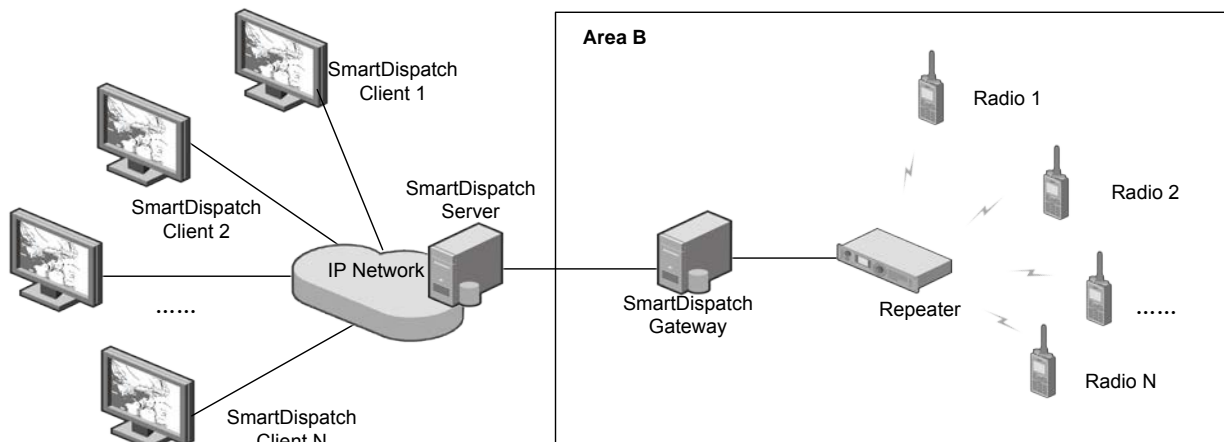 Area B
SmartDispatch
Client 1
Radio 1
SmartDispatch
Server
Radio 2
SmartDispatch
Client 2
IP Network
SmartDispatch
Gateway
Repeater
……
……
Radio N
SmartDispatch
Client N